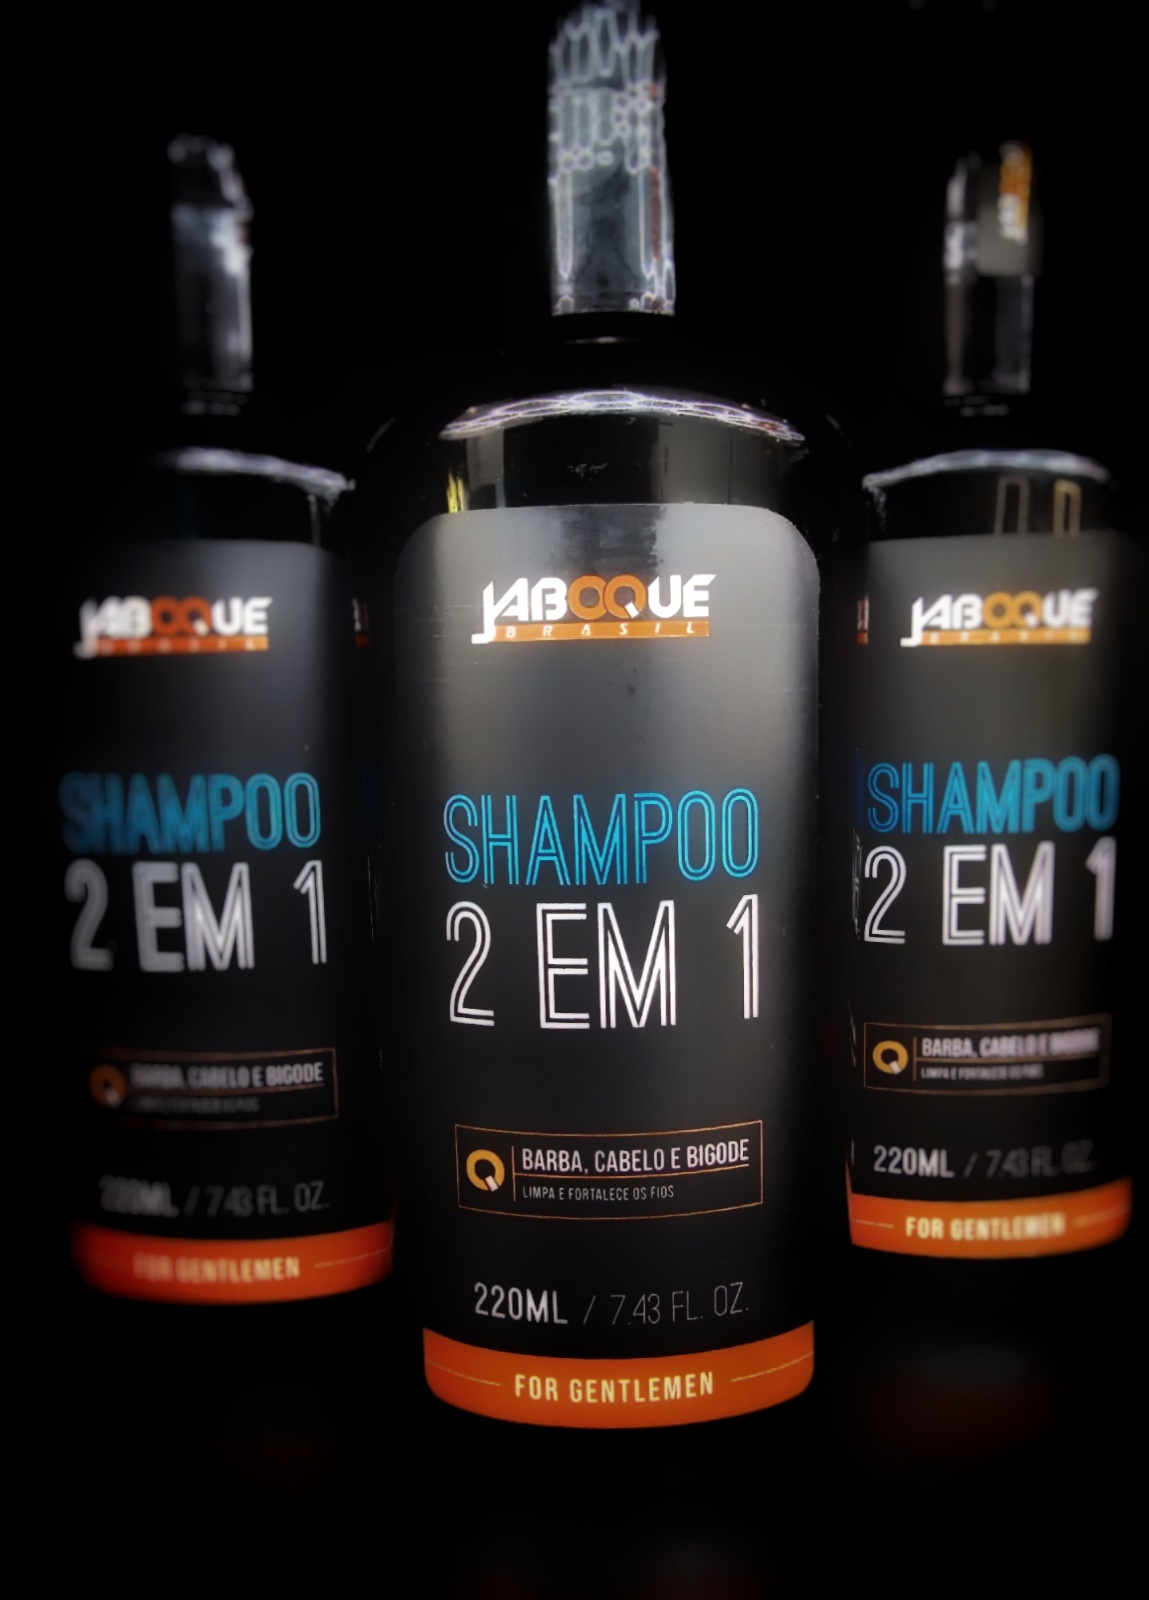 JABOQUE
BRASIL
SHAMPOO
2 EM 1
BARBA, CABELO E BIGODE
LIMPA E FORTALECE OS FIOS
220ML / 7.43 FL. OZ.
FOR GENTLEMEN
JABOQUE
BRASIL
SHAMPOO
2 EM 1
BARBA, CABELO E BIGODE
220ML / 7.43 FL. OZ.
FOR GENTLEMEN
JABOQUE
BRASIL
SHAMPOO
2 EM 1
BARBA, CABELO E BIGODE
LIMPA E FORTALECE OS FIOS
220ML / 7.43 FL. OZ.
FOR GENTLEMEN